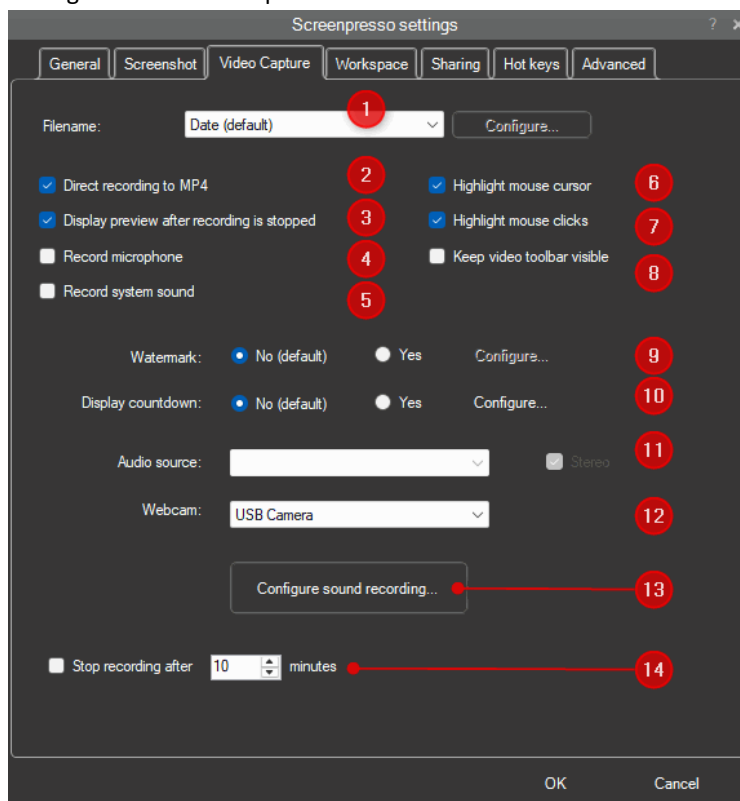 Screenpresso settings ?
General Screenshot Video Capture Workspace Sharing Hot keys Advanced
1
Filename: Date (default) Configure...
Direct recording to MP4 2 Highlight mouse cursor 6
Display preview after recording is stopped 3 Highlight mouse clicks 7
Record microphone 4 Keep video toolbar visible 8
Record system sound 5
Watermark: No (default) Yes Configure... 9
Display countdown: No (default) Yes Configure... 10
Audio source: Stereo 11
Webcam: USB Camera 12
Configure sound recording... 13
Stop recording after 10 minutes 14
OK Cancel